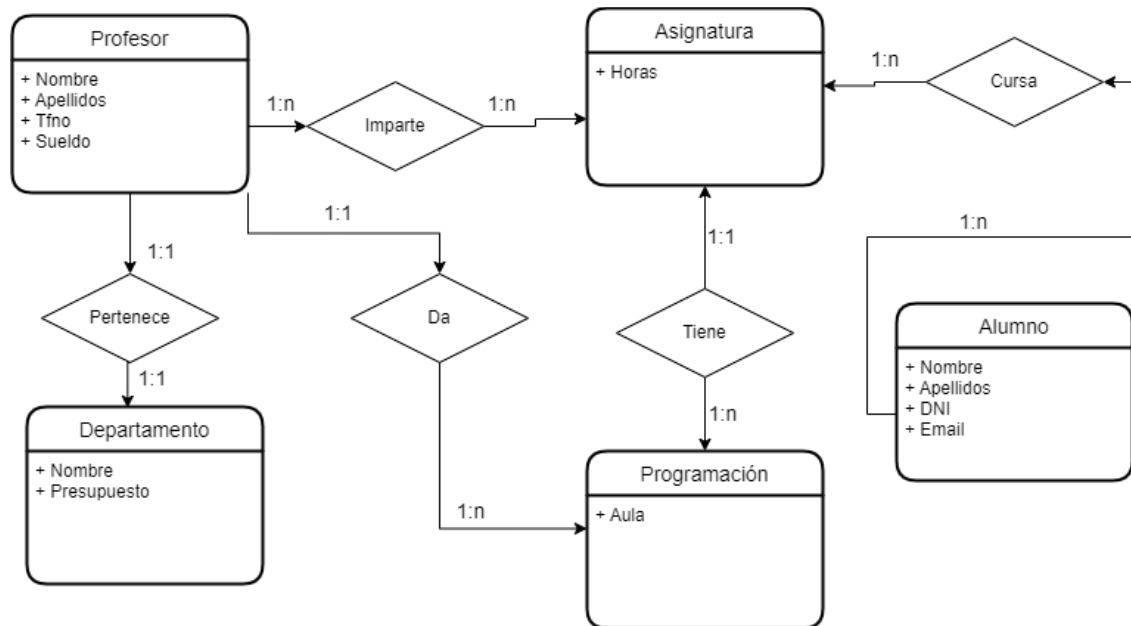 Profesor
+ Nombre
+ Apellidos
+ Tfno
+ Sueldo
1:n
Imparte
1:n
Asignatura
+ Horas
1:n
Cursa
1:n
1:1
Pertenece
1:1
1:1
Da
1:n
1:1
Tiene
1:n
Departamento
+ Nombre
+ Presupuesto
Programación
+ Aula
Alumno
+ Nombre
+ Apellidos
+ DNI
+ Email